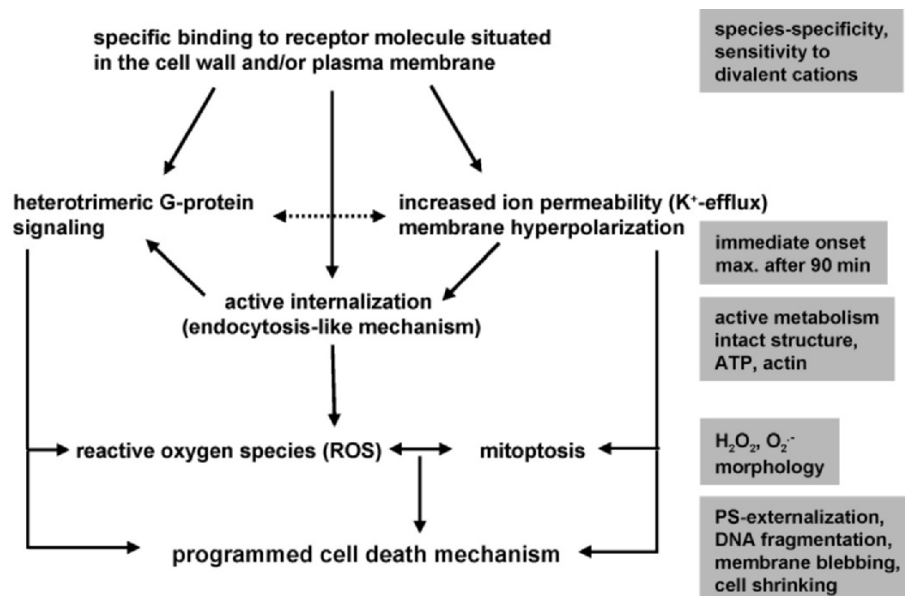 specific binding to receptor molecule situated
in the cell wall and/or plasma membrane
species-specificity,
sensitivity to
divalent cations
heterotrimeric G-protein
signaling
increased ion permeability (K⁺-efflux)
membrane hyperpolarization
immediate onset
max. after 90 min
active internalization
(endocytosis-like mechanism)
active metabolism
intact structure,
ATP, actin
reactive oxygen species (ROS)
mitoptosis
H₂O₂, O₂·⁻
morphology
programmed cell death mechanism
PS-externalization,
DNA fragmentation,
membrane blebbing,
cell shrinking